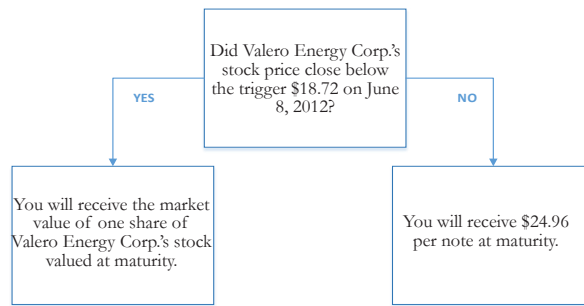 Did Valero Energy Corp.'s
stock price close below
the trigger $18.72 on June
8, 2012?
YES
NO
You will receive the market
value of one share of
Valero Energy Corp.'s stock
valued at maturity.
You will receive $24.96
per note at maturity.